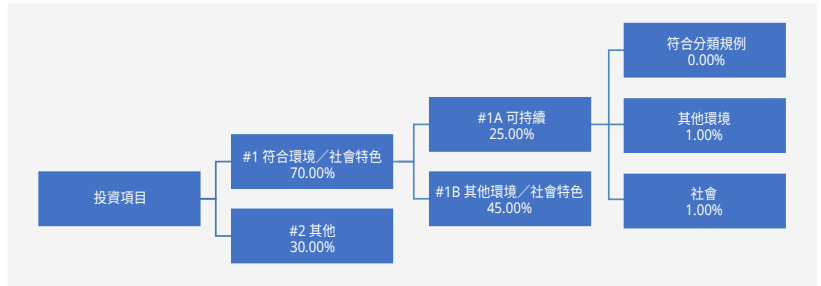 投資項目
#1 符合環境／社會特色
70.00%
#2 其他
30.00%
#1A 可持續
25.00%
#1B 其他環境／社會特色
45.00%
符合分類規例
0.00%
其他環境
1.00%
社會
1.00%